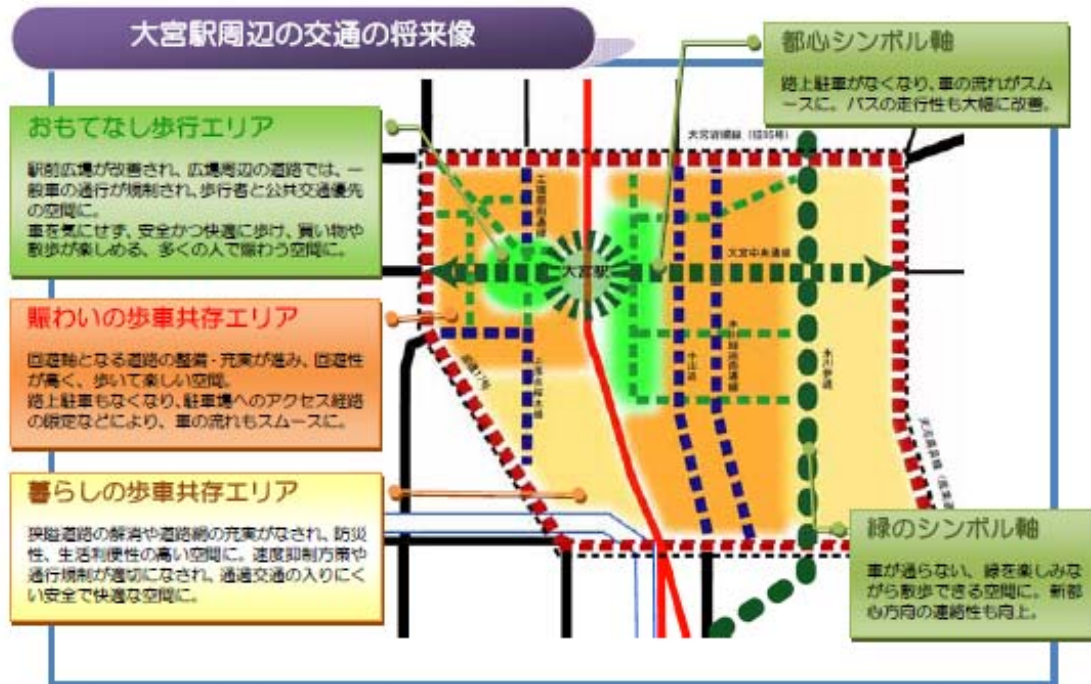 大宮駅周辺の交通の将来像
都心シンボル軸
路上駐車がなくなり、車の流れがスム
ースに。バスの走行性も大幅に改善。
おもてなし歩行エリア
駅前広場が改善され、広場周辺の道路では、一
般車の通行が規制され、歩行者と公共交通優先
の空間に。
車を気にせず、安全かつ快適に歩け、買い物や
散歩が楽しめる、多くの人で賑わう空間に。
大宮駅
大宮中央通線
賑わいの歩車共存エリア
回遊軸となる道路の整備・充実が進み、回遊性
が高く、歩いて楽しい空間。
路上駐車もなくなり、駐車場へのアクセス経路
の限定などにより、車の流れもスムースに。
中山道
氷川参道
国道17号
暮らしの歩車共存エリア
狭隘道路の解消や道路網の充実がなされ、防災
性、生活利便性の高い空間に。速度抑制方策や
通行規制が適切になされ、通過交通の入りにく
い安全で快適な空間に。
緑のシンボル軸
車が通らない、緑を楽しみな
がら散歩できる空間に。新都
心方向の連絡性も向上。